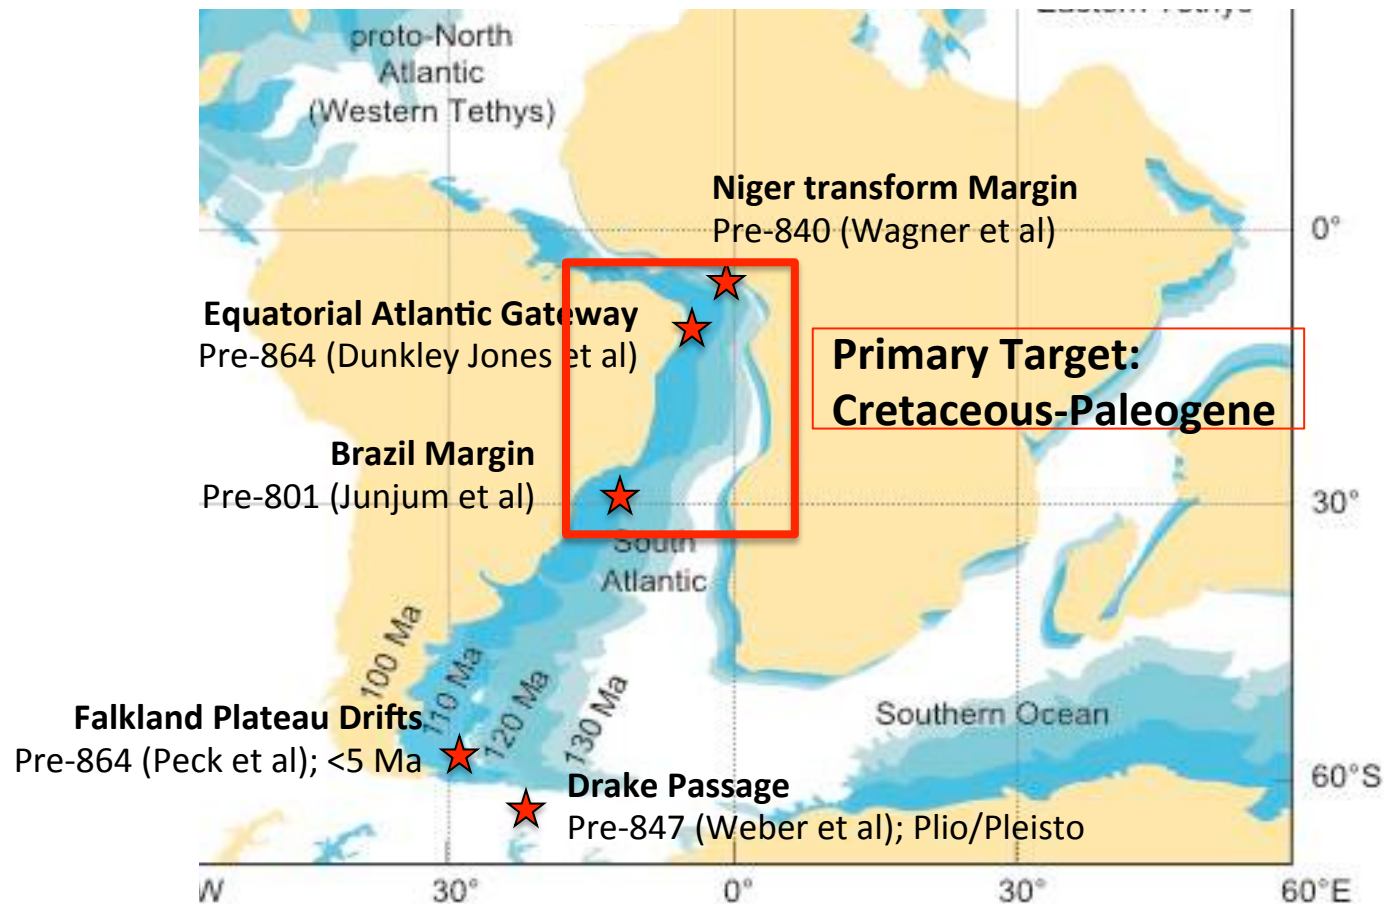 proto-North
Atlantic
(Western Tethys)
Eastern Tethys
Niger transform Margin
Pre-840 (Wagner et al)
0°
Equatorial Atlantic Gateway
Pre-864 (Dunkley Jones et al)
Primary Target:
Cretaceous-Paleogene
Brazil Margin
Pre-801 (Junjum et al)
30°
South
Atlantic
100 Ma
110 Ma
120 Ma
130 Ma
Southern Ocean
Falkland Plateau Drifts
Pre-864 (Peck et al); <5 Ma
60°S
Drake Passage
Pre-847 (Weber et al); Plio/Pleisto
W
30°
0°
30°
60°E